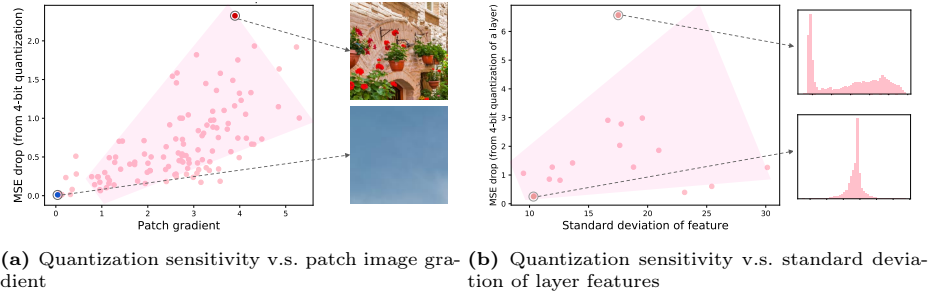 MSE drop (from 4-bit quantization)
2.0
1.5
1.0
0.5
0.0
0
1
2
3
4
5
Patch gradient
MSE drop (from 4-bit quantization of a layer)
6
5
4
3
2
1
0
10
15
20
25
30
Standard deviation of feature
(a) Quantization sensitivity v.s. patch image gra-
dient
(b) Quantization sensitivity v.s. standard devia-
tion of layer features